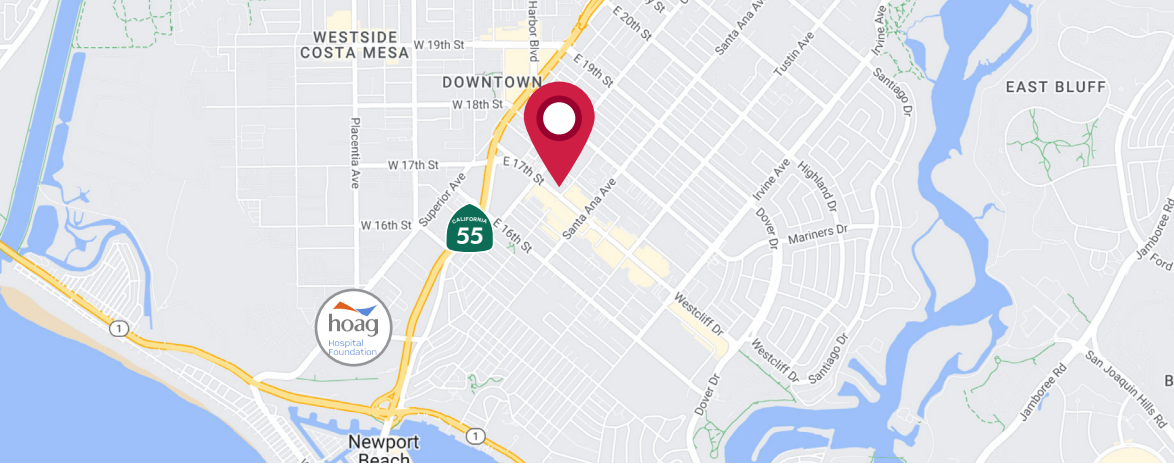 Harbor Blvd
E 20th St
y St
Santa Ana Ave
Tustin Ave
Irvine Ave
WESTSIDE
COSTA MESA
W 19th St
E 19th St
Santiago Dr
EAST BLUFF
DOWNTOWN
W 18th St
Placentia Ave
W 17th St
E 17th St
Superior Ave
Santa Ana Ave
Irvine Ave
Highland Dr
Dover Dr
Mariners Dr
Jamboree Rd
Ford
W 16th St
E 16th St
CALIFORNIA
55
hoag
Hospital
Foundation
1
Westcliff Dr
Westcliff Dr
Santiago Dr
Dover Dr
Jamboree Rd
San Joaquin Hills Rd
B
1
Newport
Beach